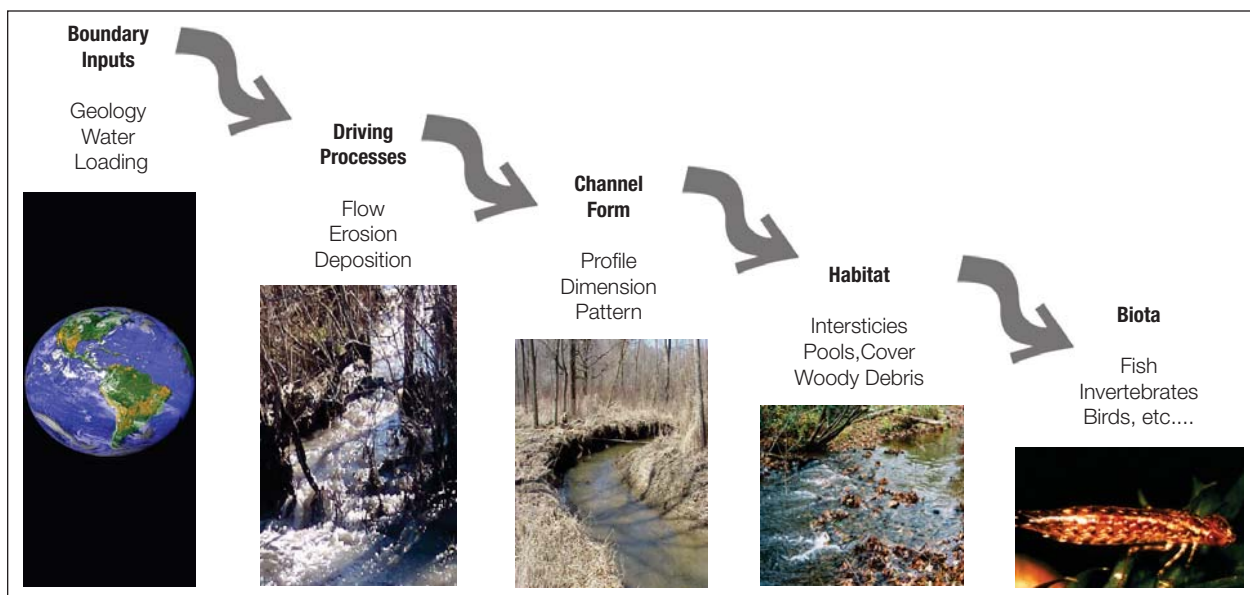 Boundary
Inputs
Geology
Water
Loading
Driving
Processes
Flow
Erosion
Deposition
Channel
Form
Profile
Dimension
Pattern
Habitat
Intersticies
Pools,Cover
Woody Debris
Biota
Fish
Invertebrates
Birds, etc....